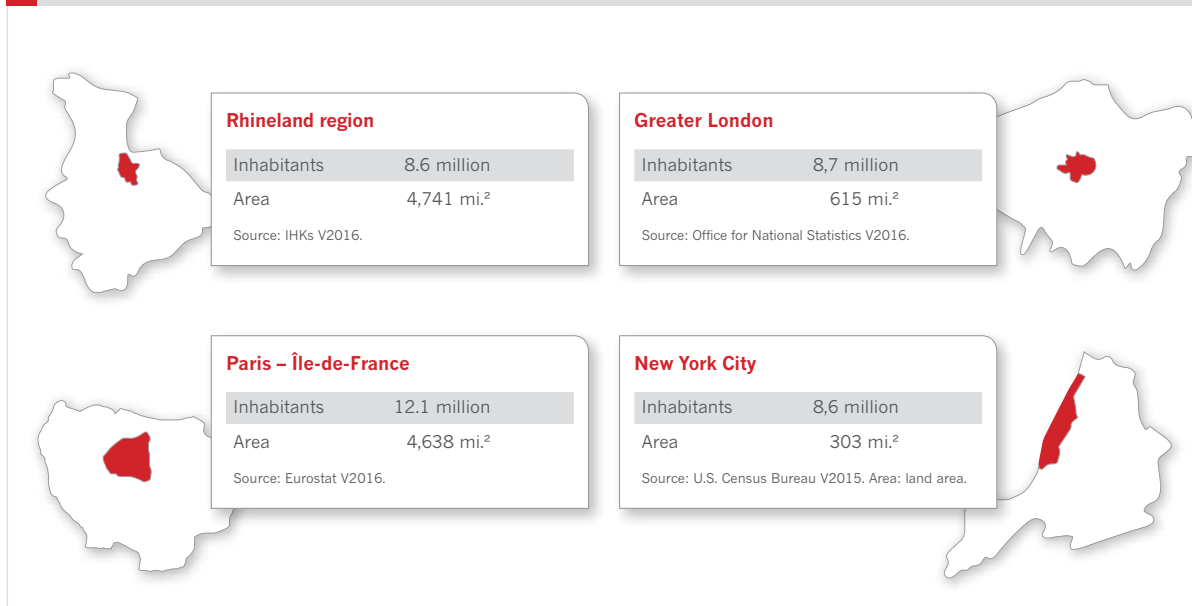 Rhineland region
Inhabitants 8.6 million
Area 4,741 mi.²
Source: IHKs V2016.
Greater London
Inhabitants 8,7 million
Area 615 mi.²
Source: Office for National Statistics V2016.
Paris – Île-de-France
Inhabitants 12.1 million
Area 4,638 mi.²
Source: Eurostat V2016.
New York City
Inhabitants 8,6 million
Area 303 mi.²
Source: U.S. Census Bureau V2015. Area: land area.